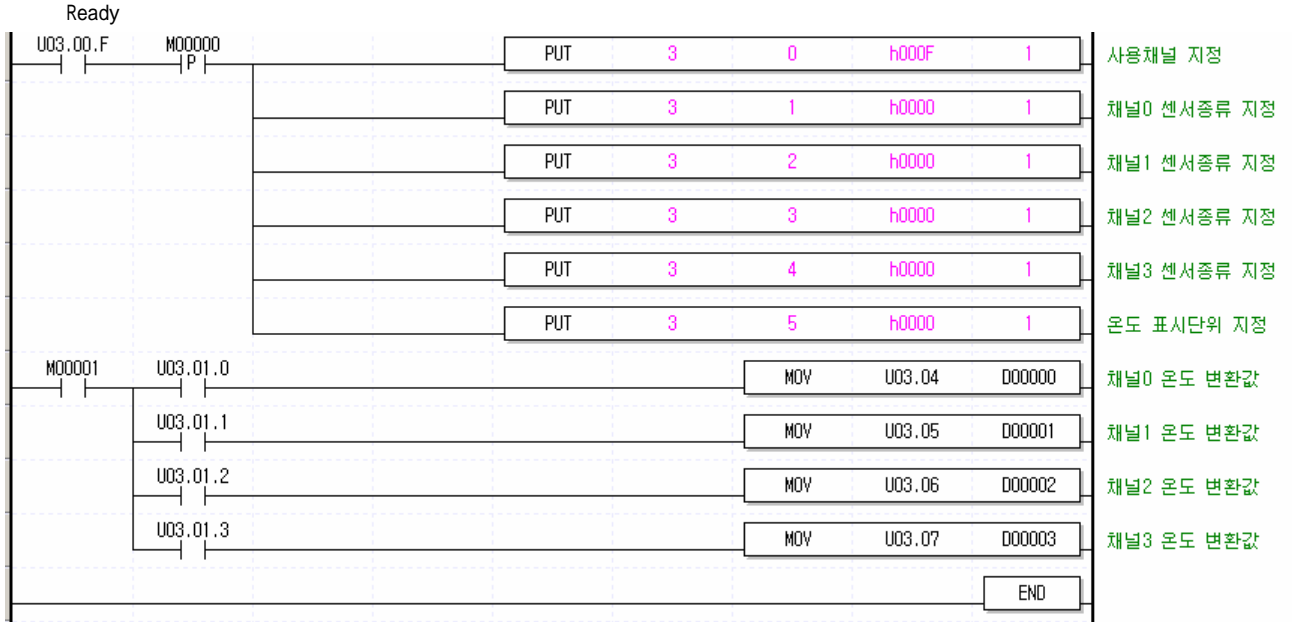 Ready
U03.00.F M00000 PUT 3 0 h000F 1 사용채널 지정
P
PUT 3 1 h0000 1 채널0 센서종류 지정
PUT 3 2 h0000 1 채널1 센서종류 지정
PUT 3 3 h0000 1 채널2 센서종류 지정
PUT 3 4 h0000 1 채널3 센서종류 지정
PUT 3 5 h0000 1 온도 표시단위 지정
M00001 U03.01.0 MOV U03.04 D00000 채널0 온도 변환값
U03.01.1 MOV U03.05 D00001 채널1 온도 변환값
U03.01.2 MOV U03.06 D00002 채널2 온도 변환값
U03.01.3 MOV U03.07 D00003 채널3 온도 변환값
END